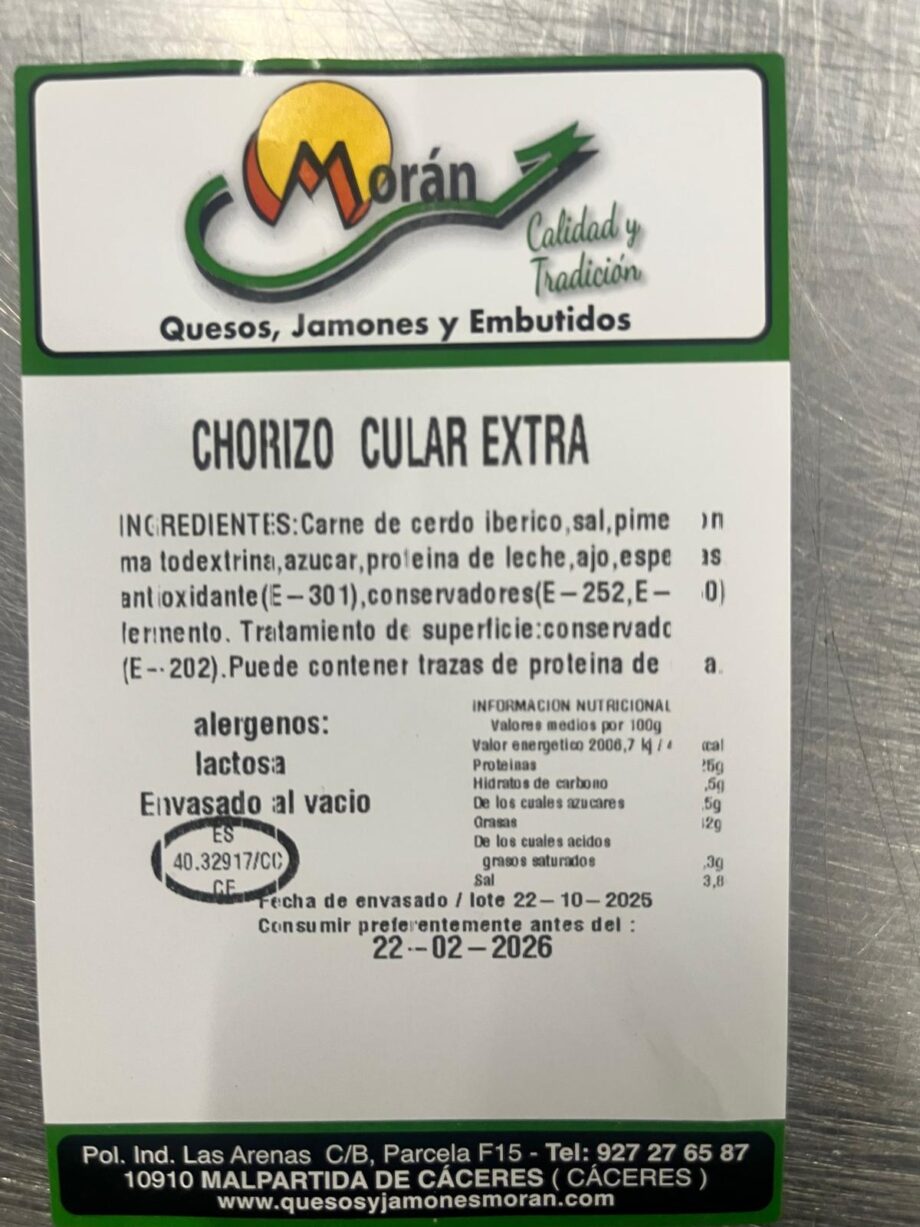 Morán
Calidad y
Tradición
Quesos, Jamones y Embutidos
CHORIZO CULAR EXTRA
INGREDIENTES:Carne de cerdo iberico,sal,
azucar,proteina de leche,ajo,
antioxidante(E-301),conservadores(E-252,
fermento. Tratamiento de superficie:
(E-202).Puede contener trazas de proteina de
alergenos:
lactosa
Envasado al vacio
ES
40.32917/CC
CE
INFORMACION NUTRICIONAL
Valores medios por 100g
Valor energetico 2006,7 kj /
Proteinas
Hidratos de carbono
De los cuales azucares
Grasas
De los cuales acidos
grasos saturados
Sal 3,8
Fecha de envasado / lote 22-10-2025
Consumir preferentemente antes del :
22-02-2026
Pol. Ind. Las Arenas C/B, Parcela F15 - Tel: 927 27 65 87
10910 MALPARTIDA DE CÁCERES ( CÁCERES )
www.quesosyjamonesmoran.com